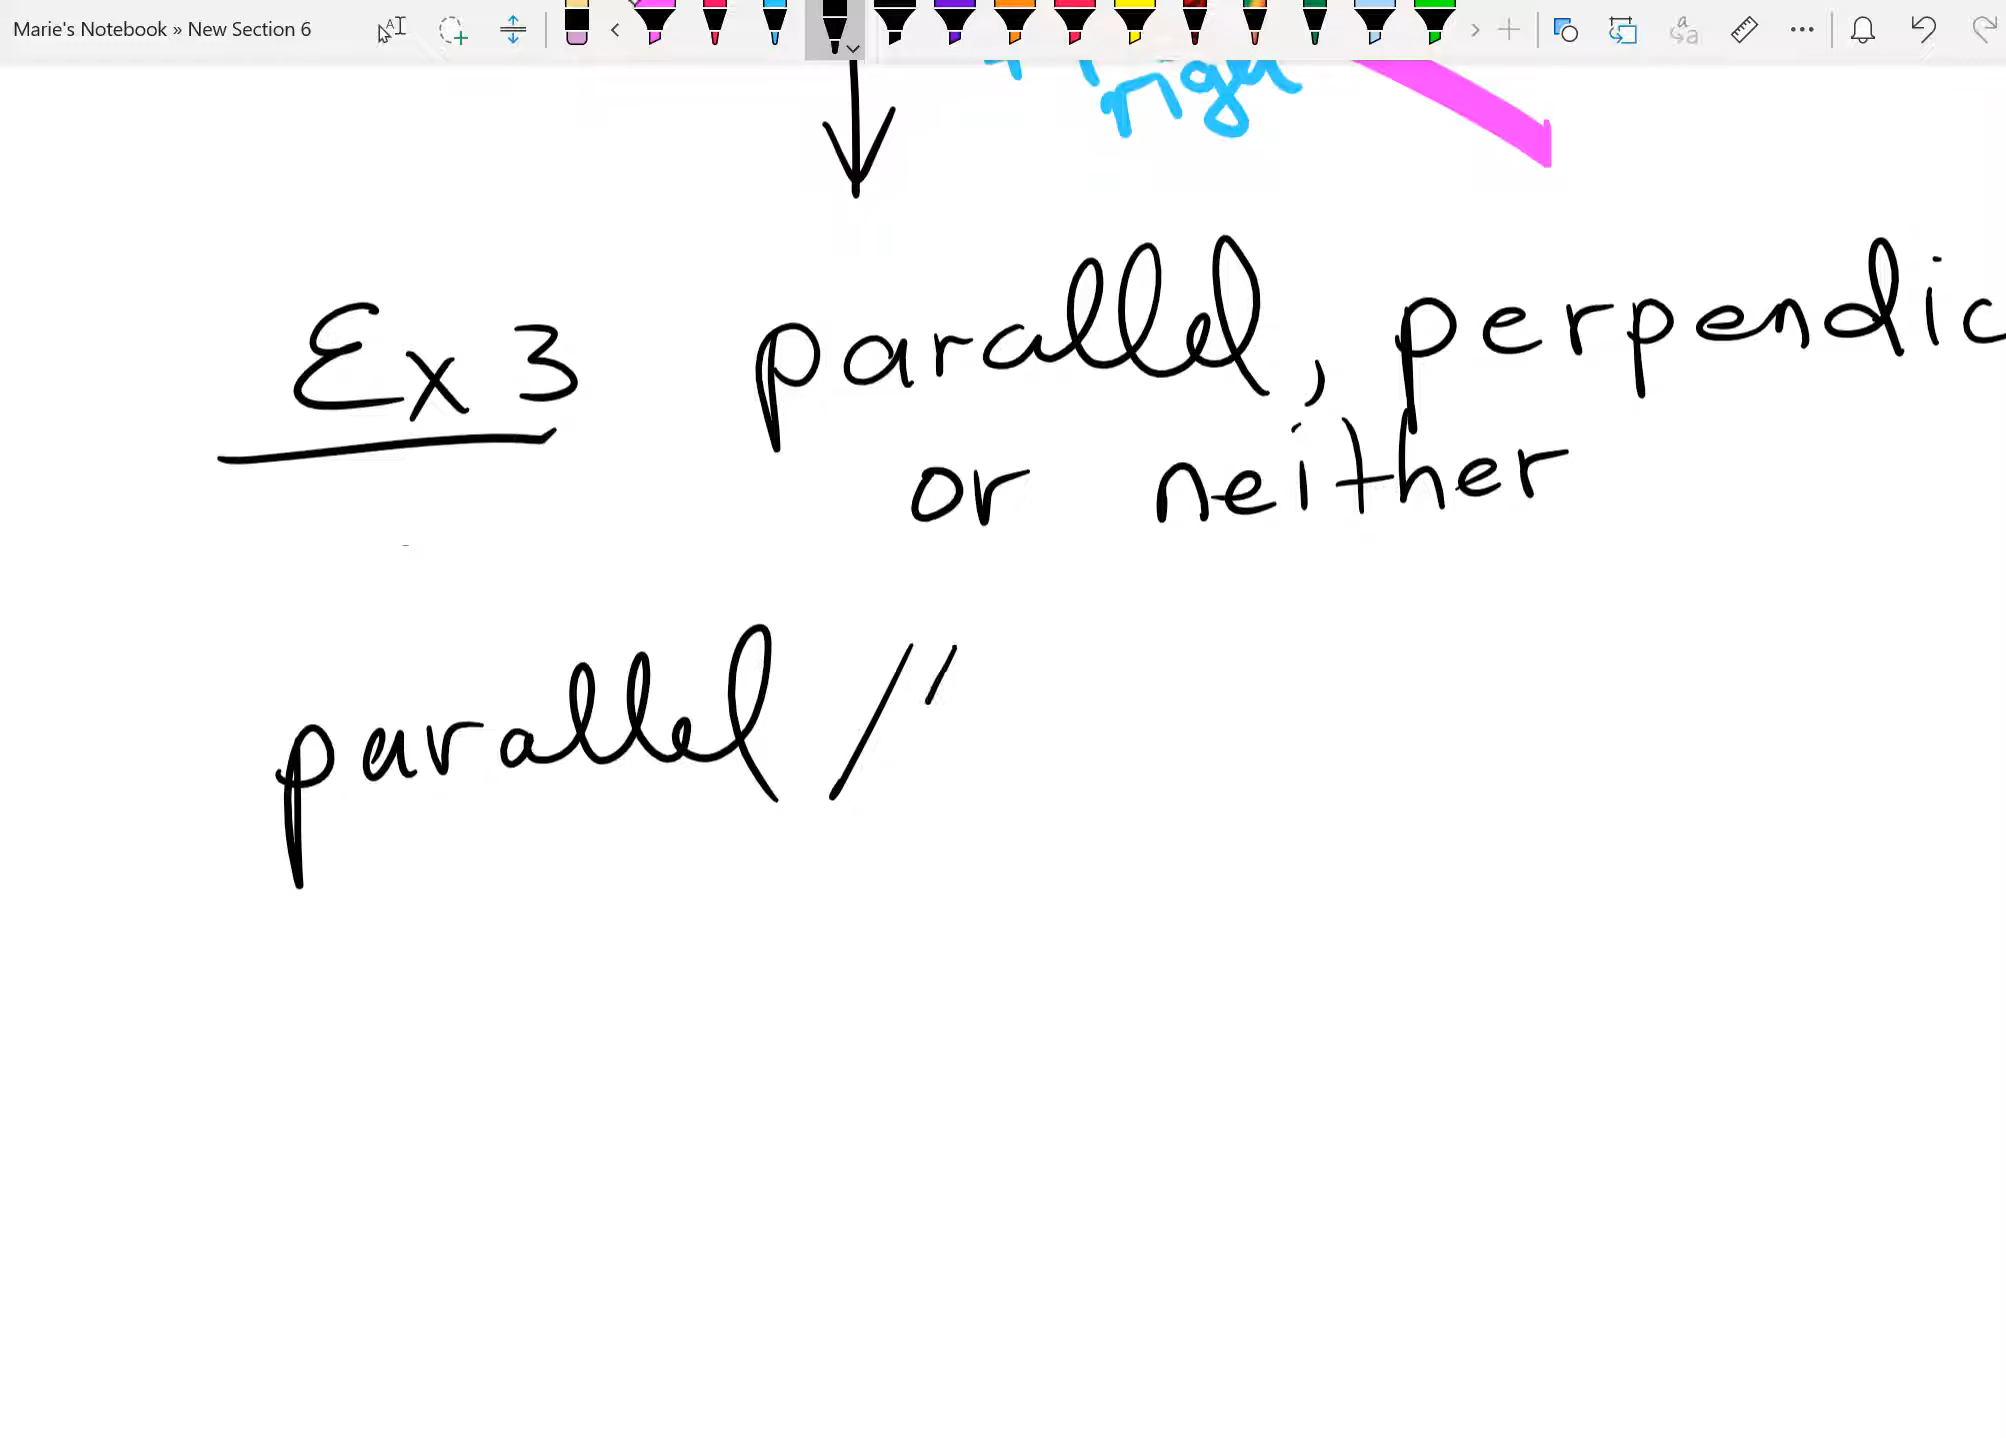 Marie's Notebook » New Section 6
Ex 3 parallel, perpendic
or neither
parallel //